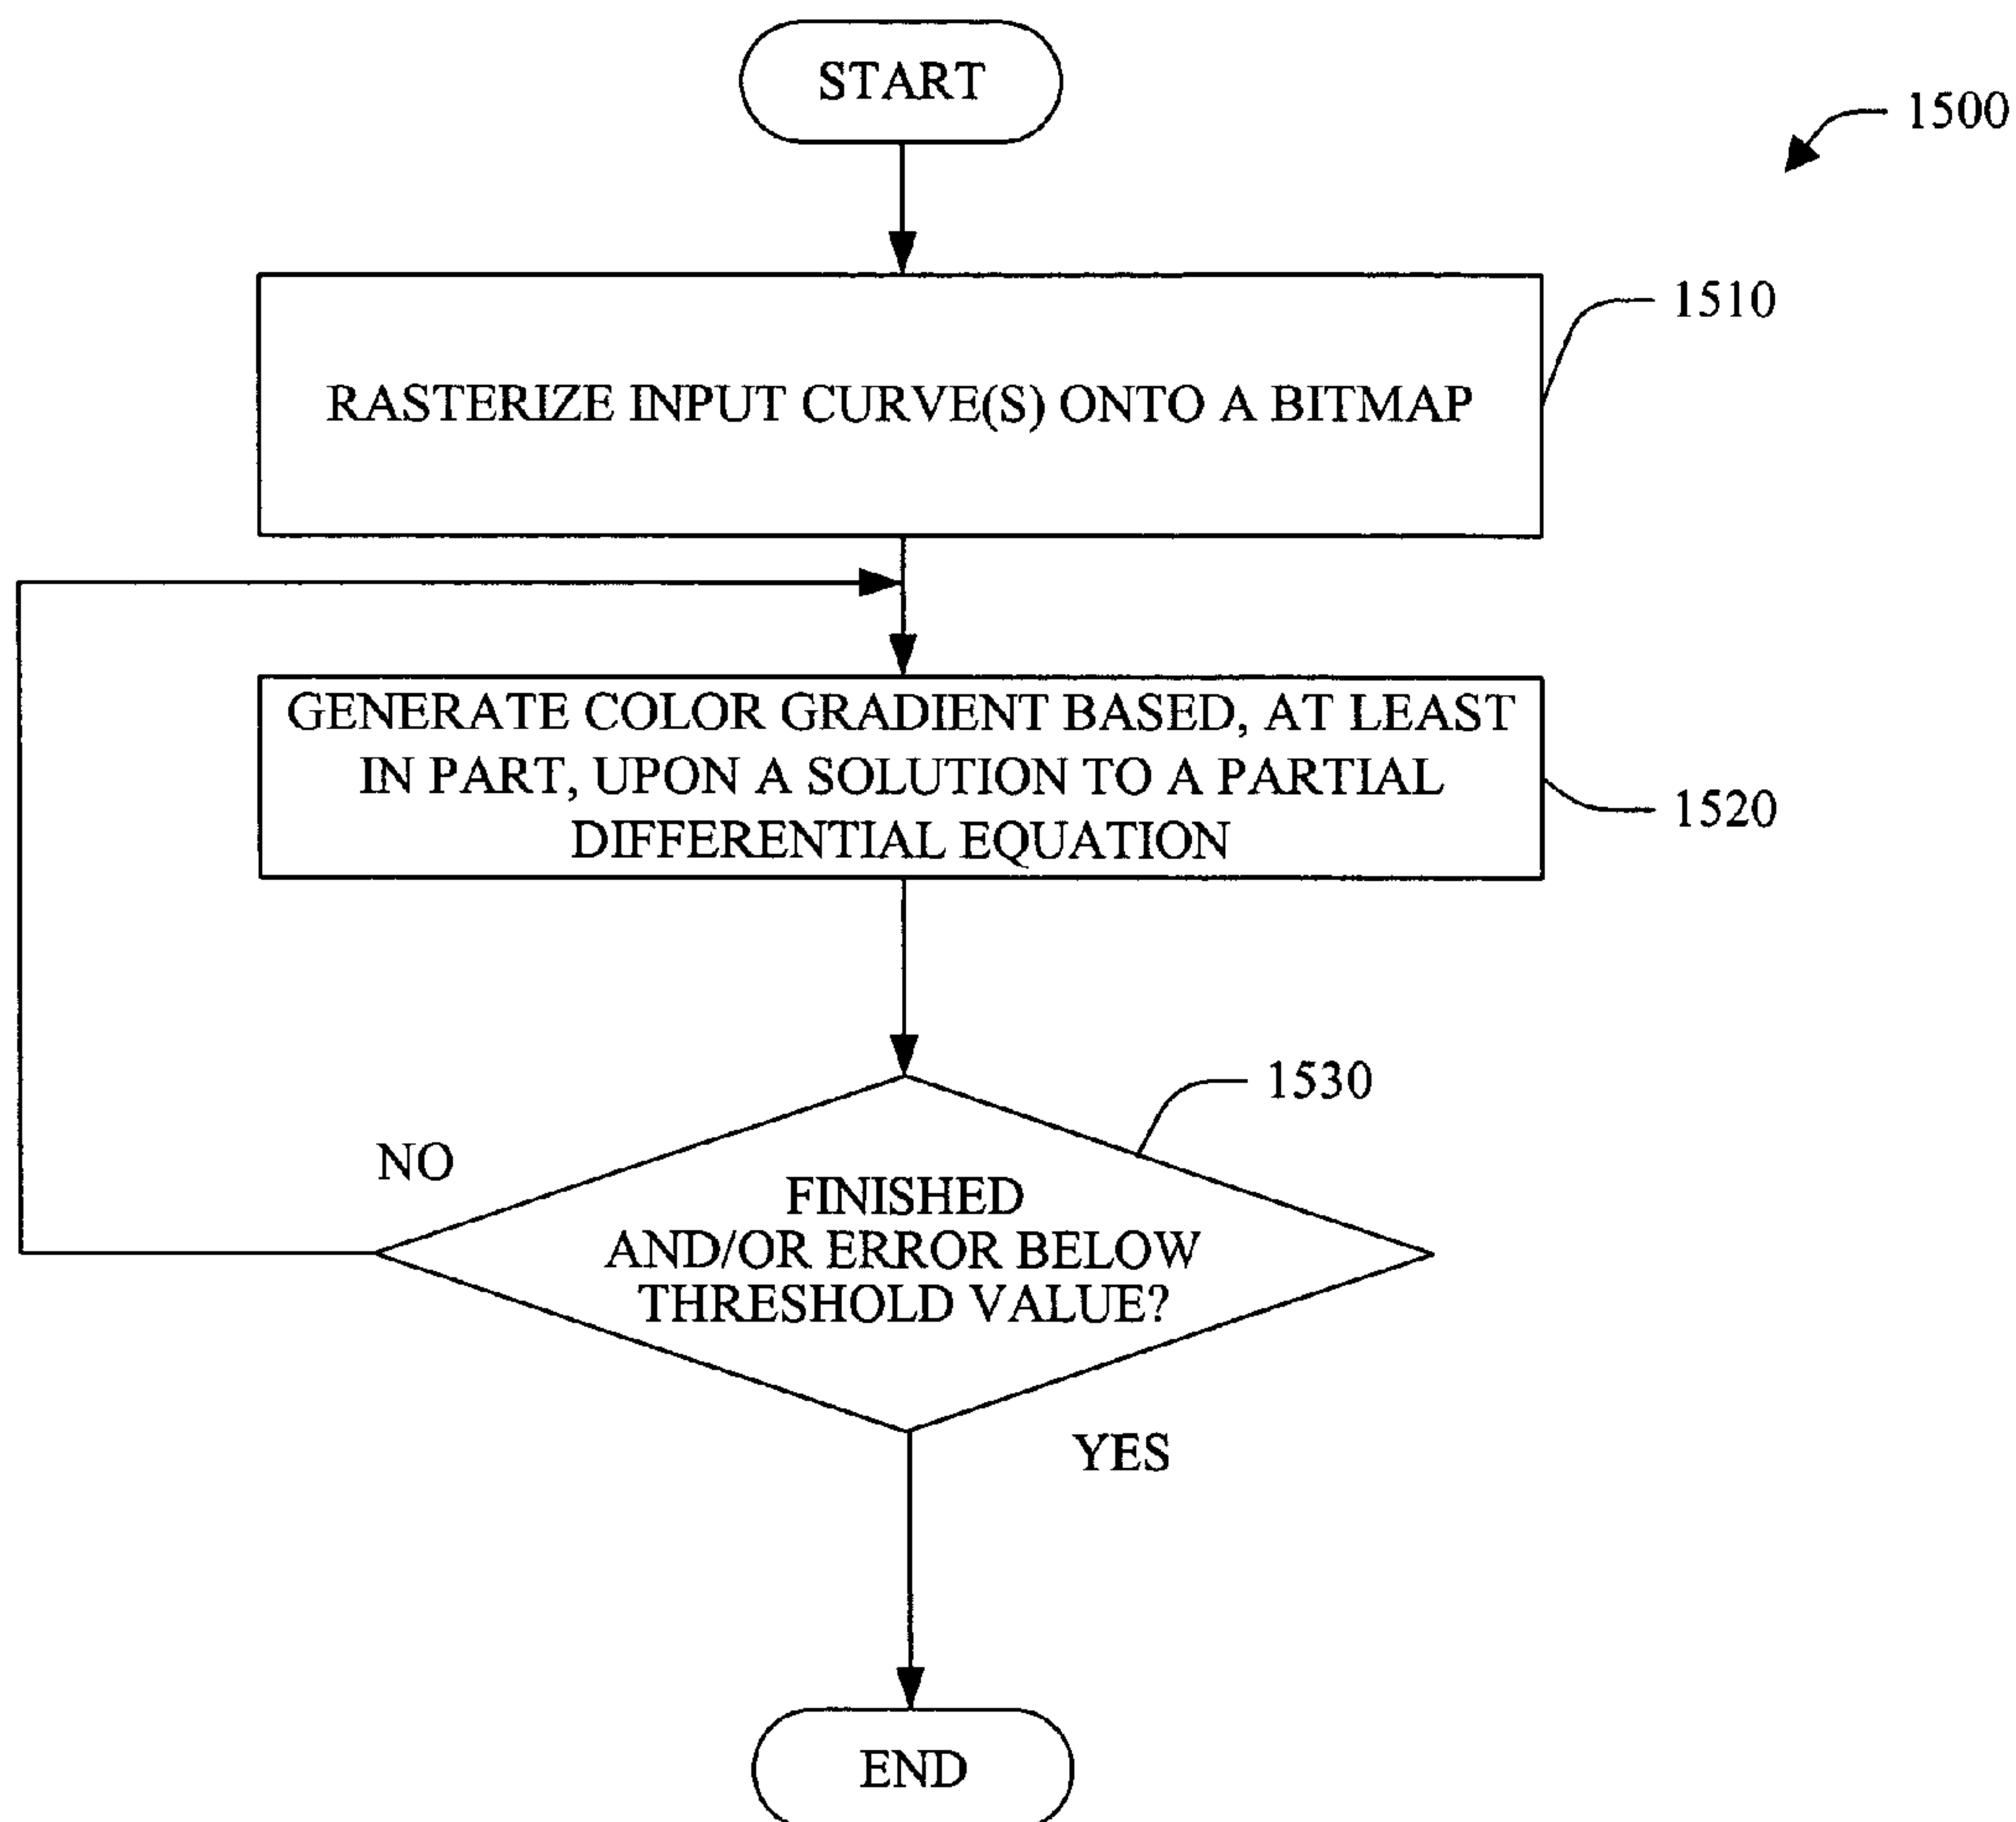 START
1500
1510
RASTERIZE INPUT CURVE(S) ONTO A BITMAP
GENERATE COLOR GRADIENT BASED, AT LEAST
IN PART, UPON A SOLUTION TO A PARTIAL
DIFFERENTIAL EQUATION
1520
1530
NO
FINISHED
AND/OR ERROR BELOW
THRESHOLD VALUE?
YES
END